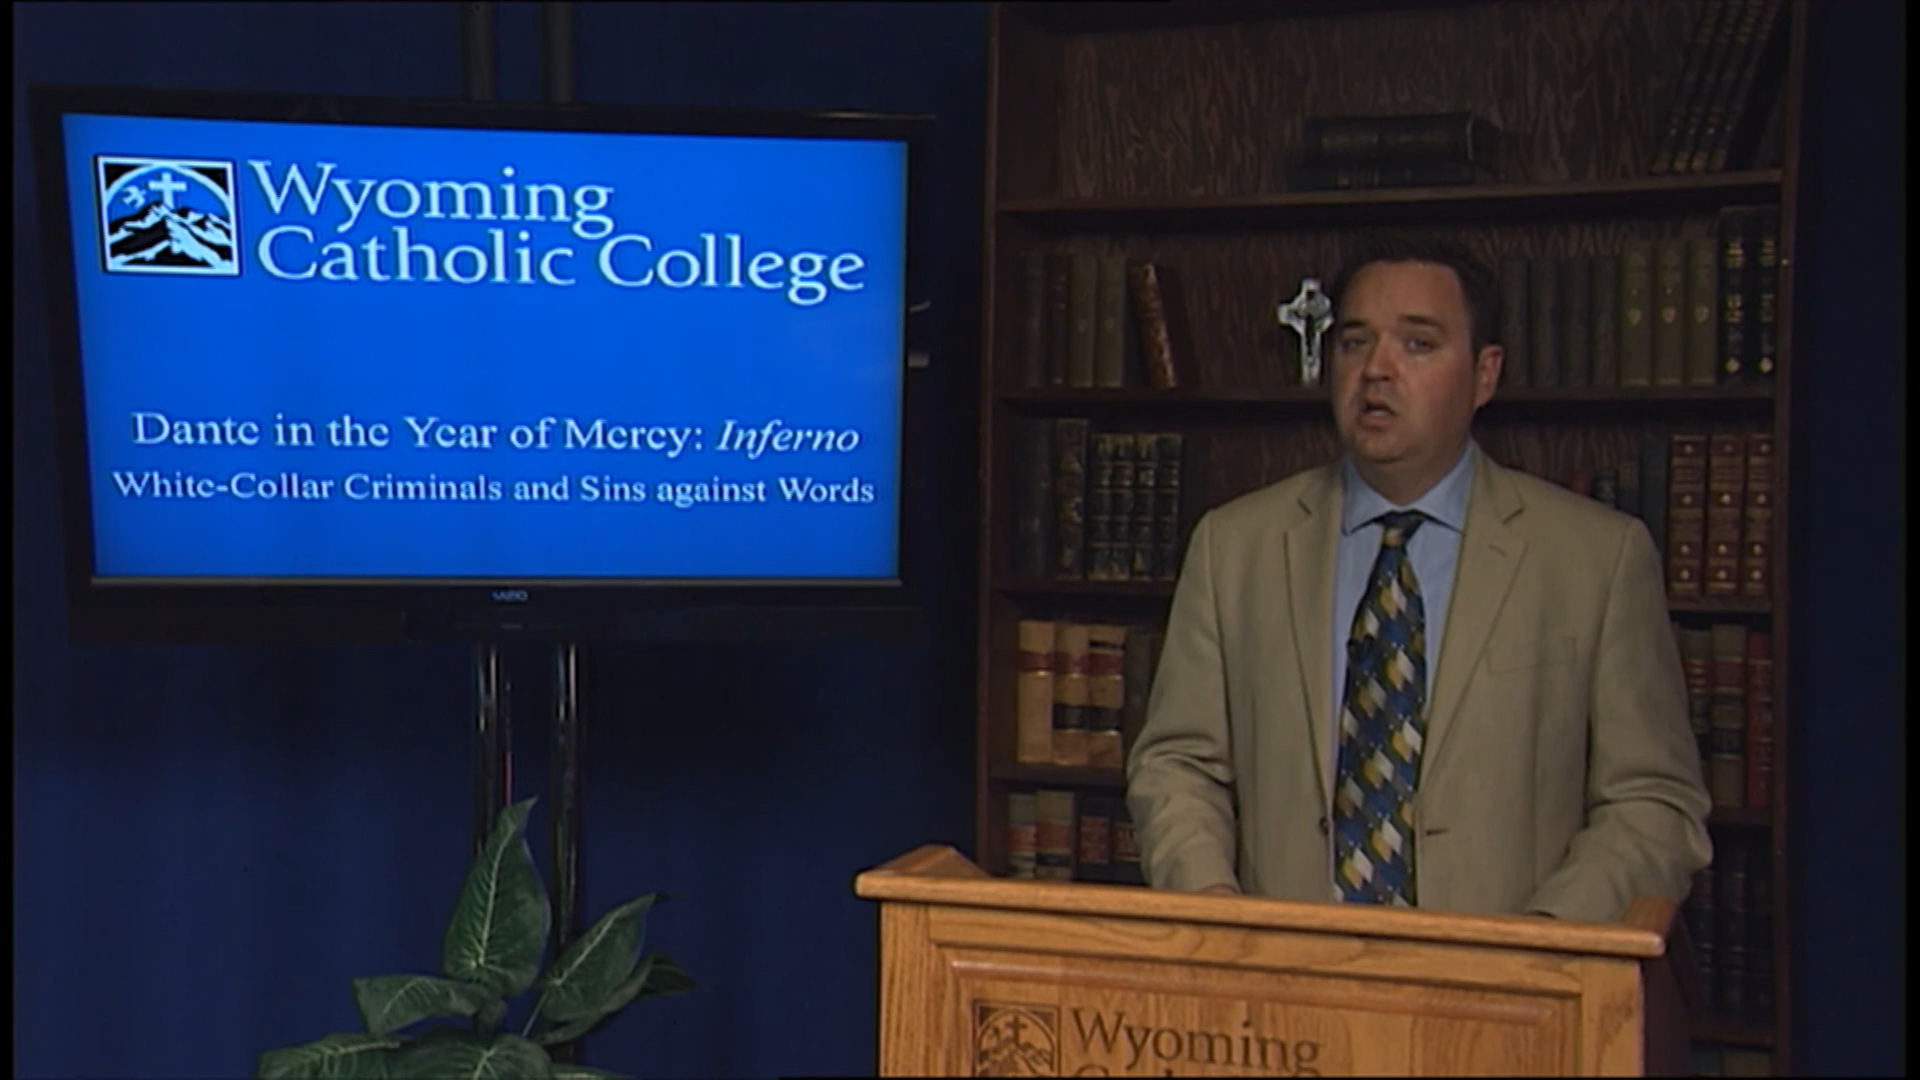 Wyoming
Catholic College
Dante in the Year of Mercy: Inferno
White-Collar Criminals and Sins against Words
VIZIO
Wyoming